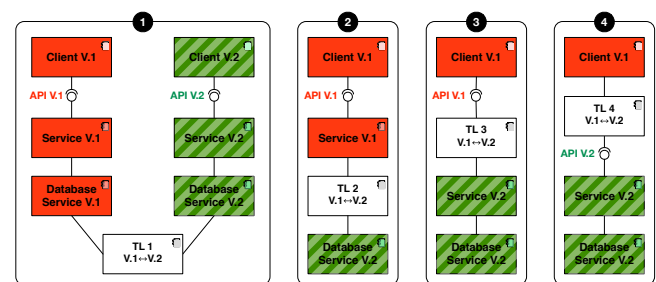 1
Client V.1
API V.1
Service V.1
Database
Service V.1
Client V.2
API V.2
Service V.2
Database
Service V.2
TL 1
V.1↔V.2
2
Client V.1
API V.1
Service V.1
TL 2
V.1↔V.2
Database
Service V.2
3
Client V.1
API V.1
TL 3
V.1↔V.2
Service V.2
Database
Service V.2
4
Client V.1
TL 4
V.1↔V.2
API V.2
Service V.2
Database
Service V.2